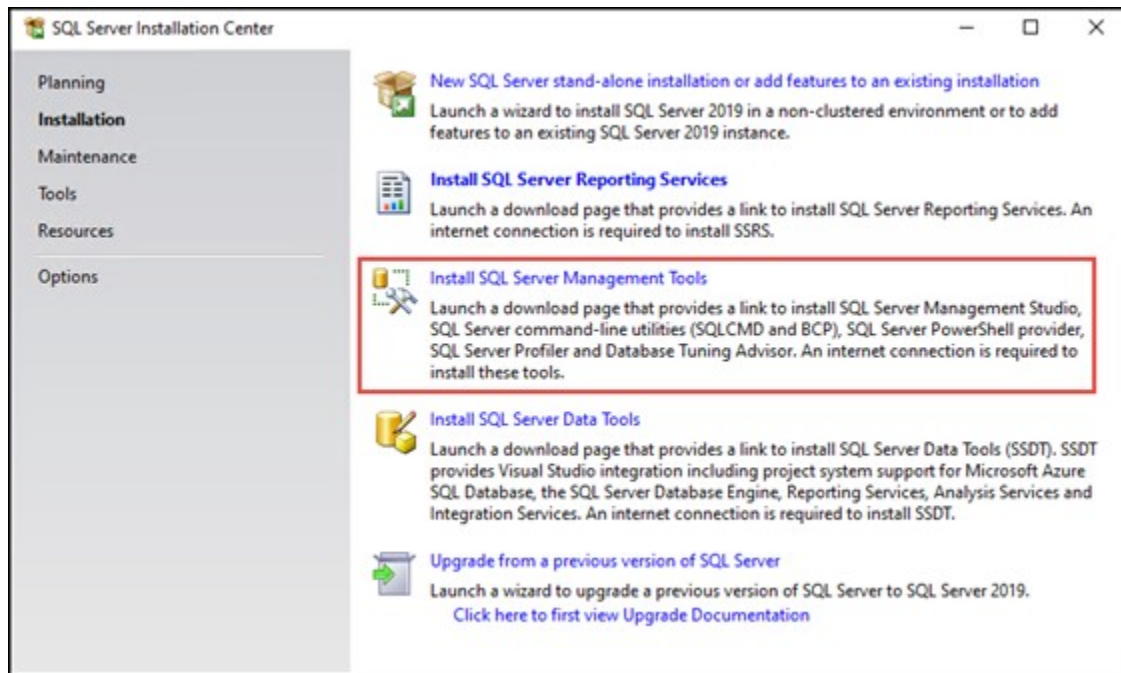 SQL Server Installation Center
Planning
Installation
Maintenance
Tools
Resources
Options
New SQL Server stand-alone installation or add features to an existing installation
Launch a wizard to install SQL Server 2019 in a non-clustered environment or to add
features to an existing SQL Server 2019 instance.
Install SQL Server Reporting Services
Launch a download page that provides a link to install SQL Server Reporting Services. An
internet connection is required to install SSRS.
Install SQL Server Management Tools
Launch a download page that provides a link to install SQL Server Management Studio,
SQL Server command-line utilities (SQLCMD and BCP), SQL Server PowerShell provider,
SQL Server Profiler and Database Tuning Advisor. An internet connection is required to
install these tools.
Install SQL Server Data Tools
Launch a download page that provides a link to install SQL Server Data Tools (SSDT). SSDT
provides Visual Studio integration including project system support for Microsoft Azure
SQL Database, the SQL Server Database Engine, Reporting Services, Analysis Services and
Integration Services. An internet connection is required to install SSDT.
Upgrade from a previous version of SQL Server
Launch a wizard to upgrade a previous version of SQL Server to SQL Server 2019.
Click here to first view Upgrade Documentation